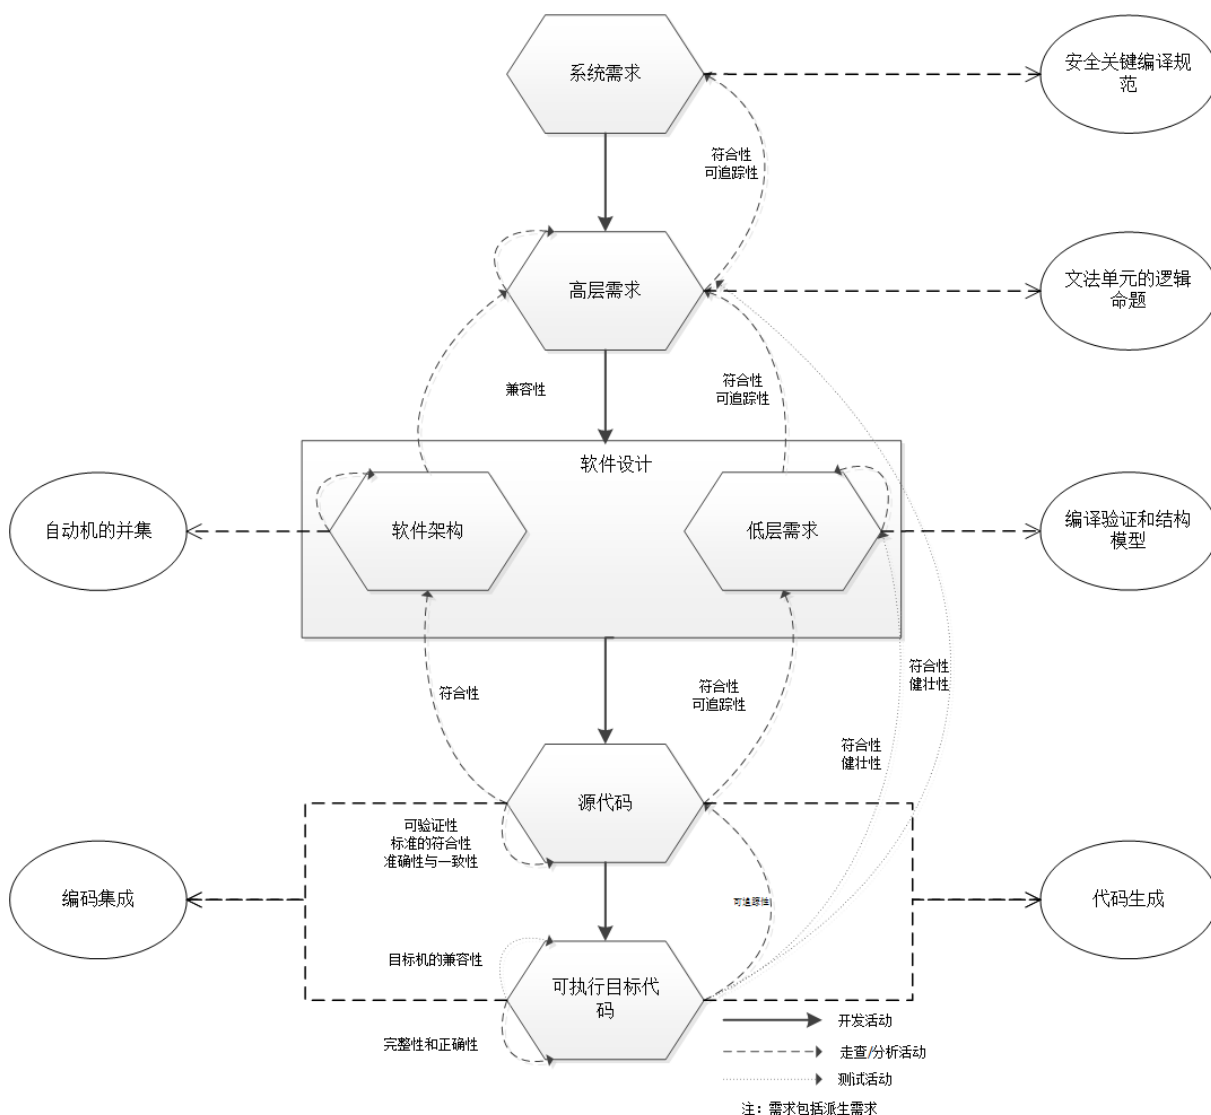 系统需求
安全关键编译规
范
符合性
可追踪性
高层需求
文法单元的逻辑
命题
兼容性
符合性
可追踪性
软件设计
自动机的并集
软件架构
低层需求
编译验证和结构
模型
符合性
符合性
可追踪性
符合性
健壮性
符合性
健壮性
源代码
可验证性
标准的符合性
准确性与一致性
编码集成
可追源性
代码生成
目标机的兼容性
可执行目标代
码
完整性和正确性
开发活动
走查/分析活动
测试活动
注：需求包括派生需求